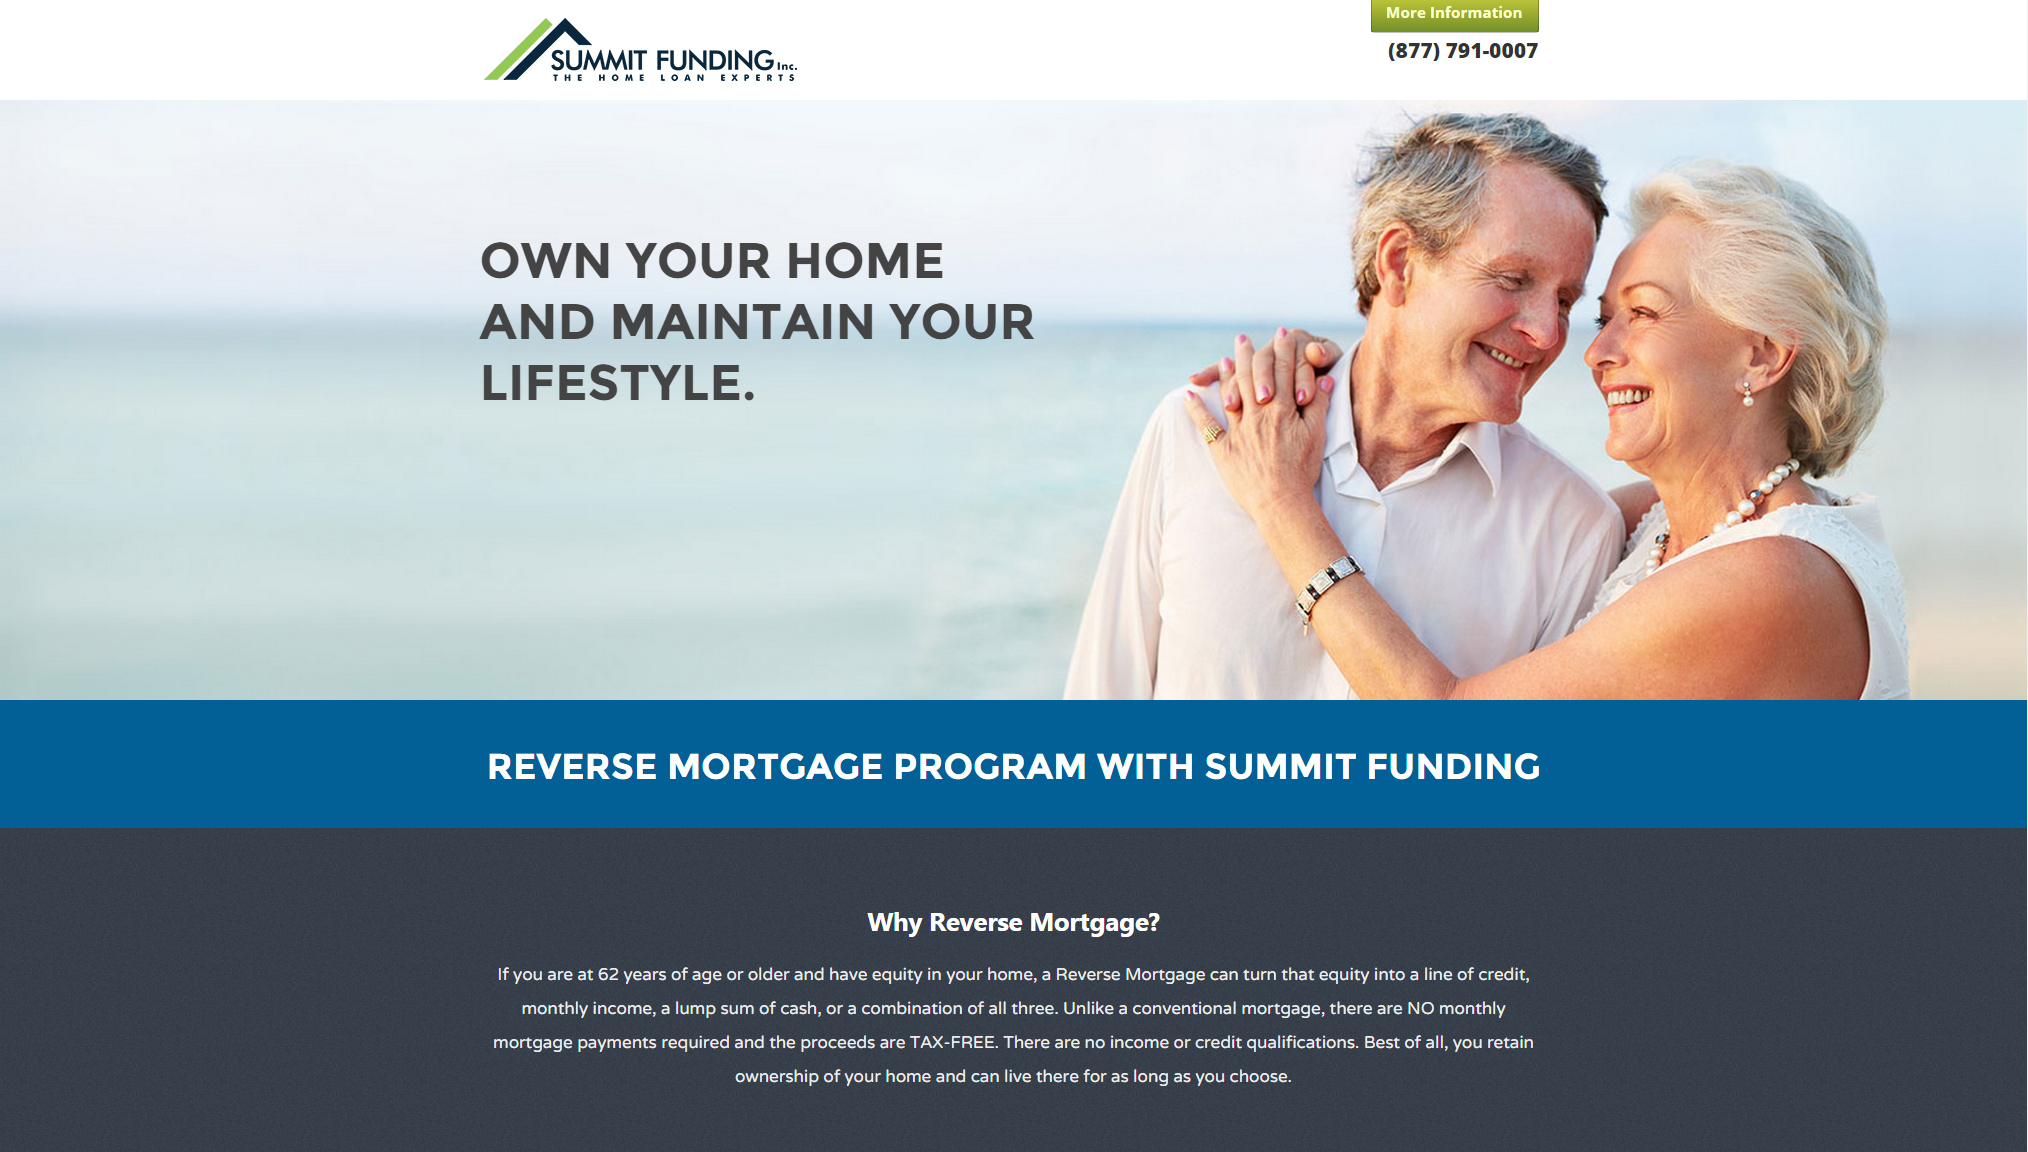 More Information
SUMMIT FUNDING Inc.
THE HOME LOAN EXPERTS
(877) 791-0007
OWN YOUR HOME
AND MAINTAIN YOUR
LIFESTYLE.
REVERSE MORTGAGE PROGRAM WITH SUMMIT FUNDING
Why Reverse Mortgage?
If you are at 62 years of age or older and have equity in your home, a Reverse Mortgage can turn that equity into a line of credit,
monthly income, a lump sum of cash, or a combination of all three. Unlike a conventional mortgage, there are NO monthly
mortgage payments required and the proceeds are TAX-FREE. There are no income or credit qualifications. Best of all, you retain
ownership of your home and can live there for as long as you choose.